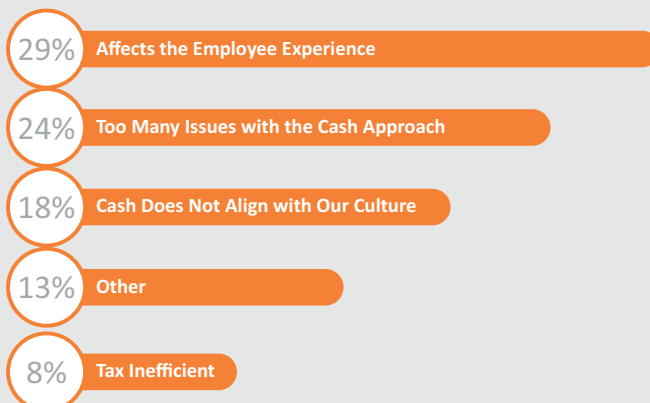 29% Affects the Employee Experience
24% Too Many Issues with the Cash Approach
18% Cash Does Not Align with Our Culture
13% Other
8% Tax Inefficient